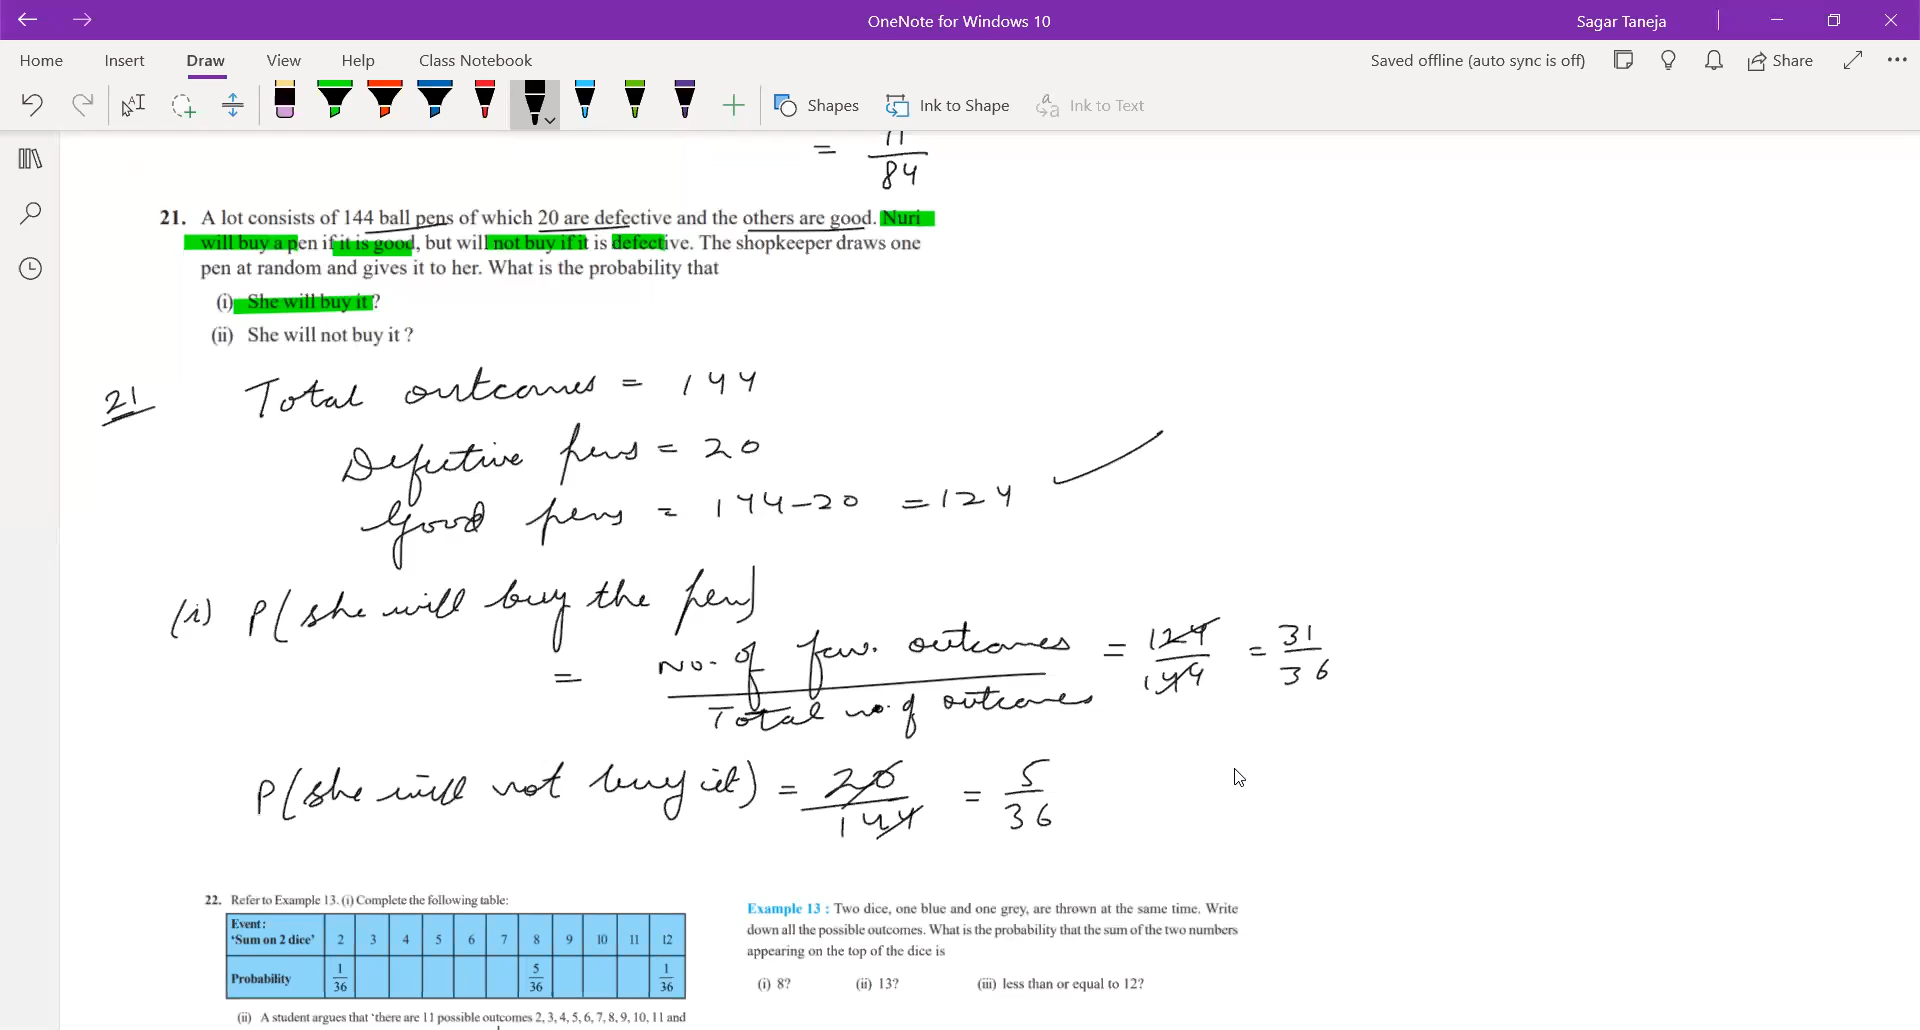 OneNote for Windows 10
Sagar Taneja
Home Insert Draw View Help Class Notebook
Saved offline (auto sync is off) Share
Shapes Ink to Shape Ink to Text
= 11/84
21. A lot consists of 144 ball pens of which 20 are defective and the others are good. Nuri
will buy a pen if it is good, but will not buy if it is defective. The shopkeeper draws one
pen at random and gives it to her. What is the probability that
(i) She will buy it ?
(ii) She will not buy it ?
21 Total outcomes = 144
Defective pens = 20
Good pens = 144-20 = 124
(i) P(she will buy the pen)
= No. of fav. outcomes / Total no. of outcomes = 124/144 = 31/36
P(she will not buy it) = 20/144 = 5/36
22. Refer to Example 13. (i) Complete the following table:
Event :
'Sum on 2 dice' 2 3 4 5 6 7 8 9 10 11 12
Probability 1/36 5/36 1/36
(ii) A student argues that 'there are 11 possible outcomes 2, 3, 4, 5, 6, 7, 8, 9, 10, 11 and
Example 13 : Two dice, one blue and one grey, are thrown at the same time. Write
down all the possible outcomes. What is the probability that the sum of the two numbers
appearing on the top of the dice is
(i) 8? (ii) 13? (iii) less than or equal to 12?